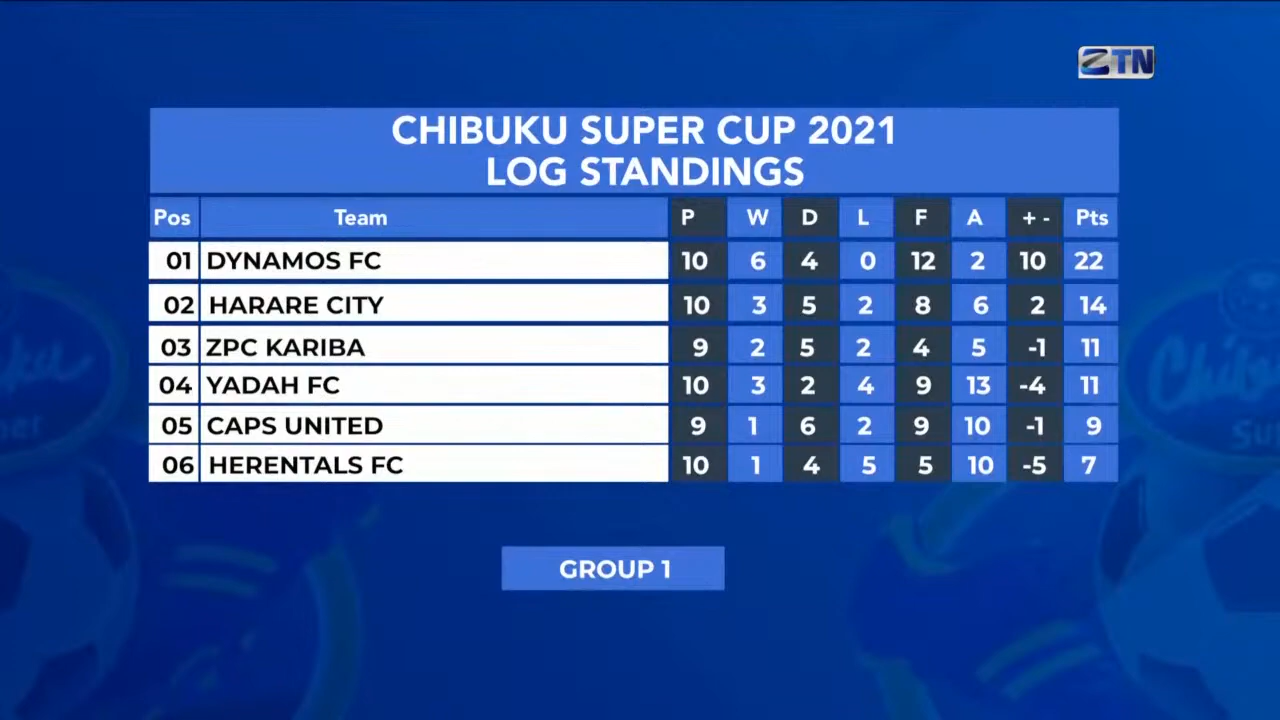 ZTN
CHIBUKU SUPER CUP 2021
LOG STANDINGS
Pos Team P W D L F A + - Pts
01 DYNAMOS FC 10 6 4 0 12 2 10 22
02 HARARE CITY 10 3 5 2 8 6 2 14
03 ZPC KARIBA 9 2 5 2 4 5 -1 11
04 YADAH FC 10 3 2 4 9 13 -4 11
05 CAPS UNITED 9 1 6 2 9 10 -1 9
06 HERENTALS FC 10 1 4 5 5 10 -5 7
GROUP 1